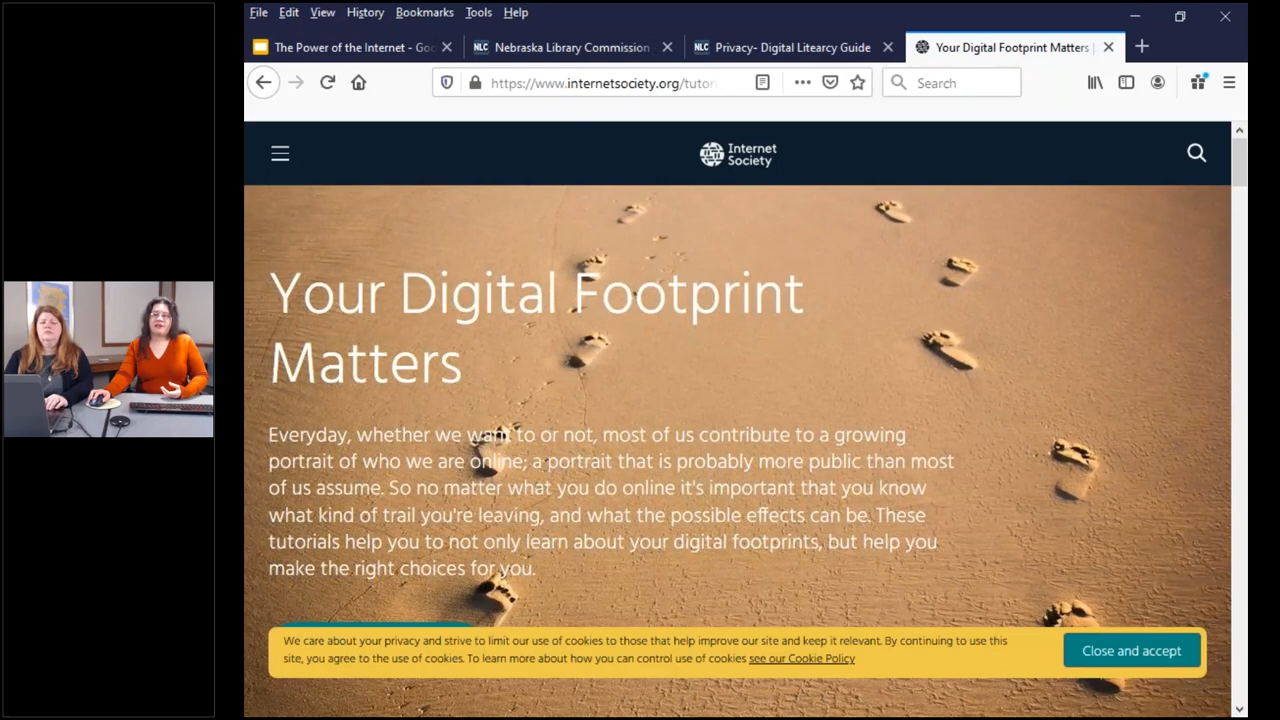 File Edit View History Bookmarks Tools Help
The Power of the Internet - Goo
NLC Nebraska Library Commission
NLC Privacy- Digital Litearcy Guide
Your Digital Footprint Matters |
https://www.internetsociety.org/tutor
Search
Internet
Society
Your Digital Footprint
Matters
Everyday, whether we want to or not, most of us contribute to a growing
portrait of who we are online; a portrait that is probably more public than most
of us assume. So no matter what you do online it's important that you know
what kind of trail you're leaving, and what the possible effects can be. These
tutorials help you to not only learn about your digital footprints, but help you
make the right choices for you.
We care about your privacy and strive to limit our use of cookies to those that help improve our site and keep it relevant. By continuing to use this
site, you agree to the use of cookies. To learn more about how you can control use of cookies see our Cookie Policy
Close and accept